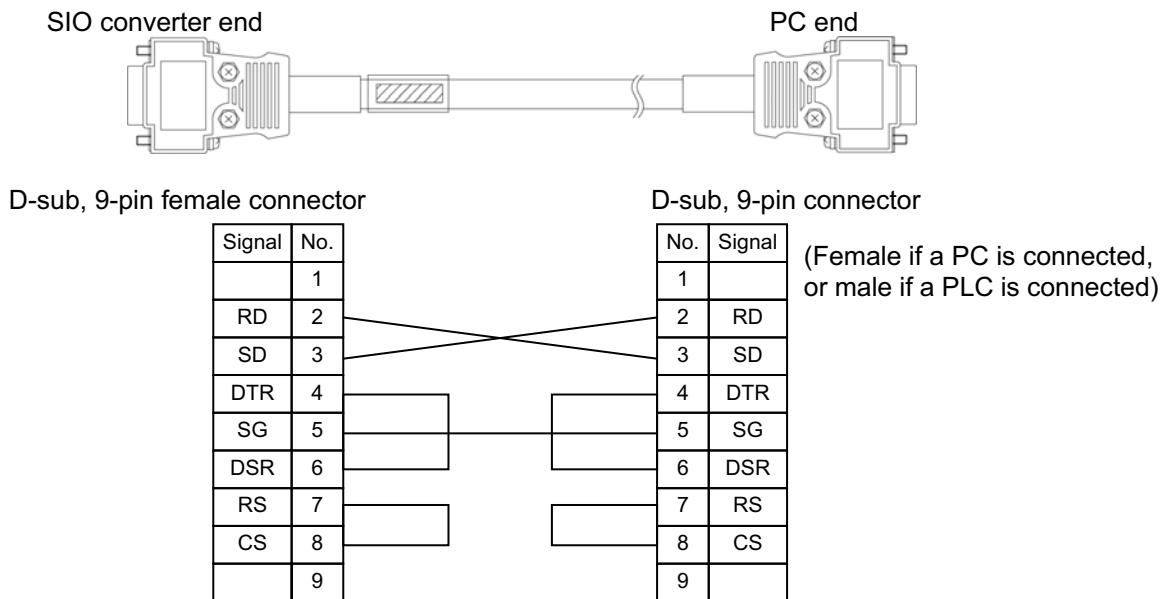 SIO converter end PC end
D-sub, 9-pin female connector D-sub, 9-pin connector
(Female if a PC is connected,
or male if a PLC is connected)
Signal No. No. Signal
1 1
RD 2 2 RD
SD 3 3 SD
DTR 4 4 DTR
SG 5 5 SG
DSR 6 6 DSR
RS 7 7 RS
CS 8 8 CS
9 9